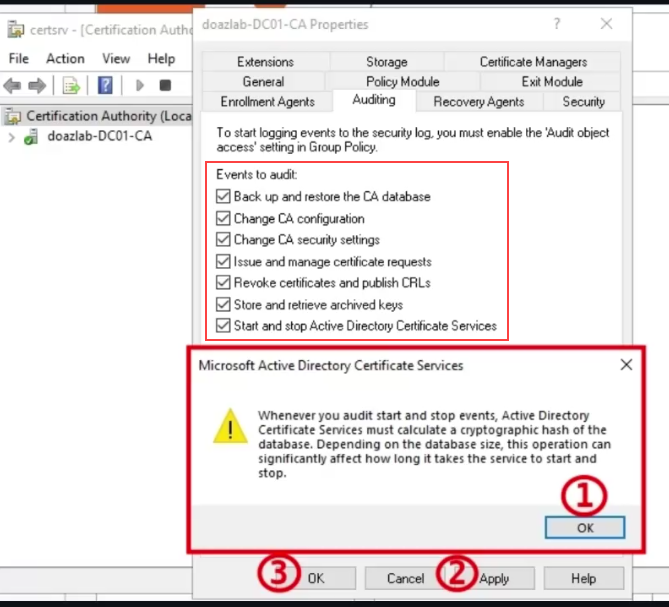 certsrv - [Certification Autho
doazlab-DC01-CA Properties
File Action View Help
Extensions Storage Certificate Managers
General Policy Module Exit Module
Enrollment Agents Auditing Recovery Agents Security
Certification Authority (Loca
doazlab-DC01-CA
To start logging events to the security log, you must enable the 'Audit object
access' setting in Group Policy.
Events to audit:
Back up and restore the CA database
Change CA configuration
Change CA security settings
Issue and manage certificate requests
Revoke certificates and publish CRLs
Store and retrieve archived keys
Start and stop Active Directory Certificate Services
Microsoft Active Directory Certificate Services
Whenever you audit start and stop events, Active Directory
Certificate Services must calculate a cryptographic hash of the
database. Depending on the database size, this operation can
significantly affect how long it takes the service to start and
stop.
1
OK
3 OK Cancel 2 Apply Help